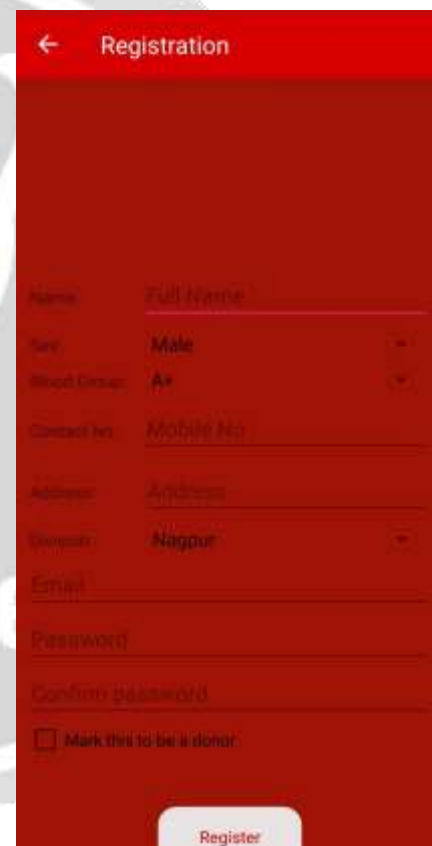 Registration
Name: Full Name
Sex: Male
Blood Group: A+
Contact No: Mobile No
Address: Address
Division: Nagpur
Email
Password
Confirm password
Mark this to be a donor
Register